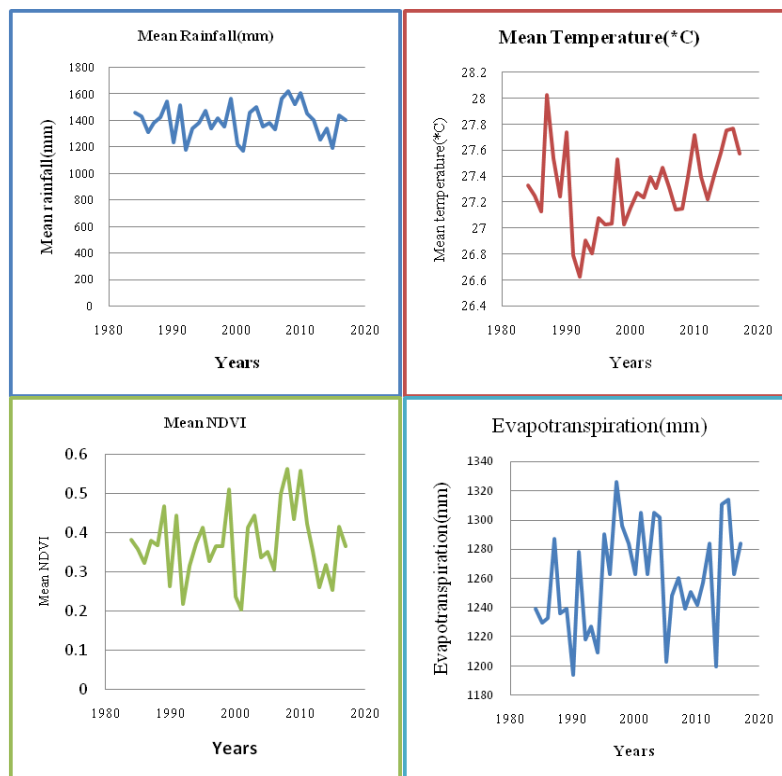 Mean Rainfall(mm)
Mean rainfall(mm)
1800
1600
1400
1200
1000
800
600
400
200
0
1980 1990 2000 2010 2020
Years
Mean Temperature(*C)
Mean temperature(*C)
28.2
28
27.8
27.6
27.4
27.2
27
26.8
26.6
26.4
1980 1990 2000 2010 2020
Years
Mean NDVI
Mean NDVI
0.6
0.5
0.4
0.3
0.2
0.1
0
1980 1990 2000 2010 2020
Years
Evapotranspiration(mm)
Evapotranspiration(mm)
1340
1320
1300
1280
1260
1240
1220
1200
1180
1980 1990 2000 2010 2020
Years